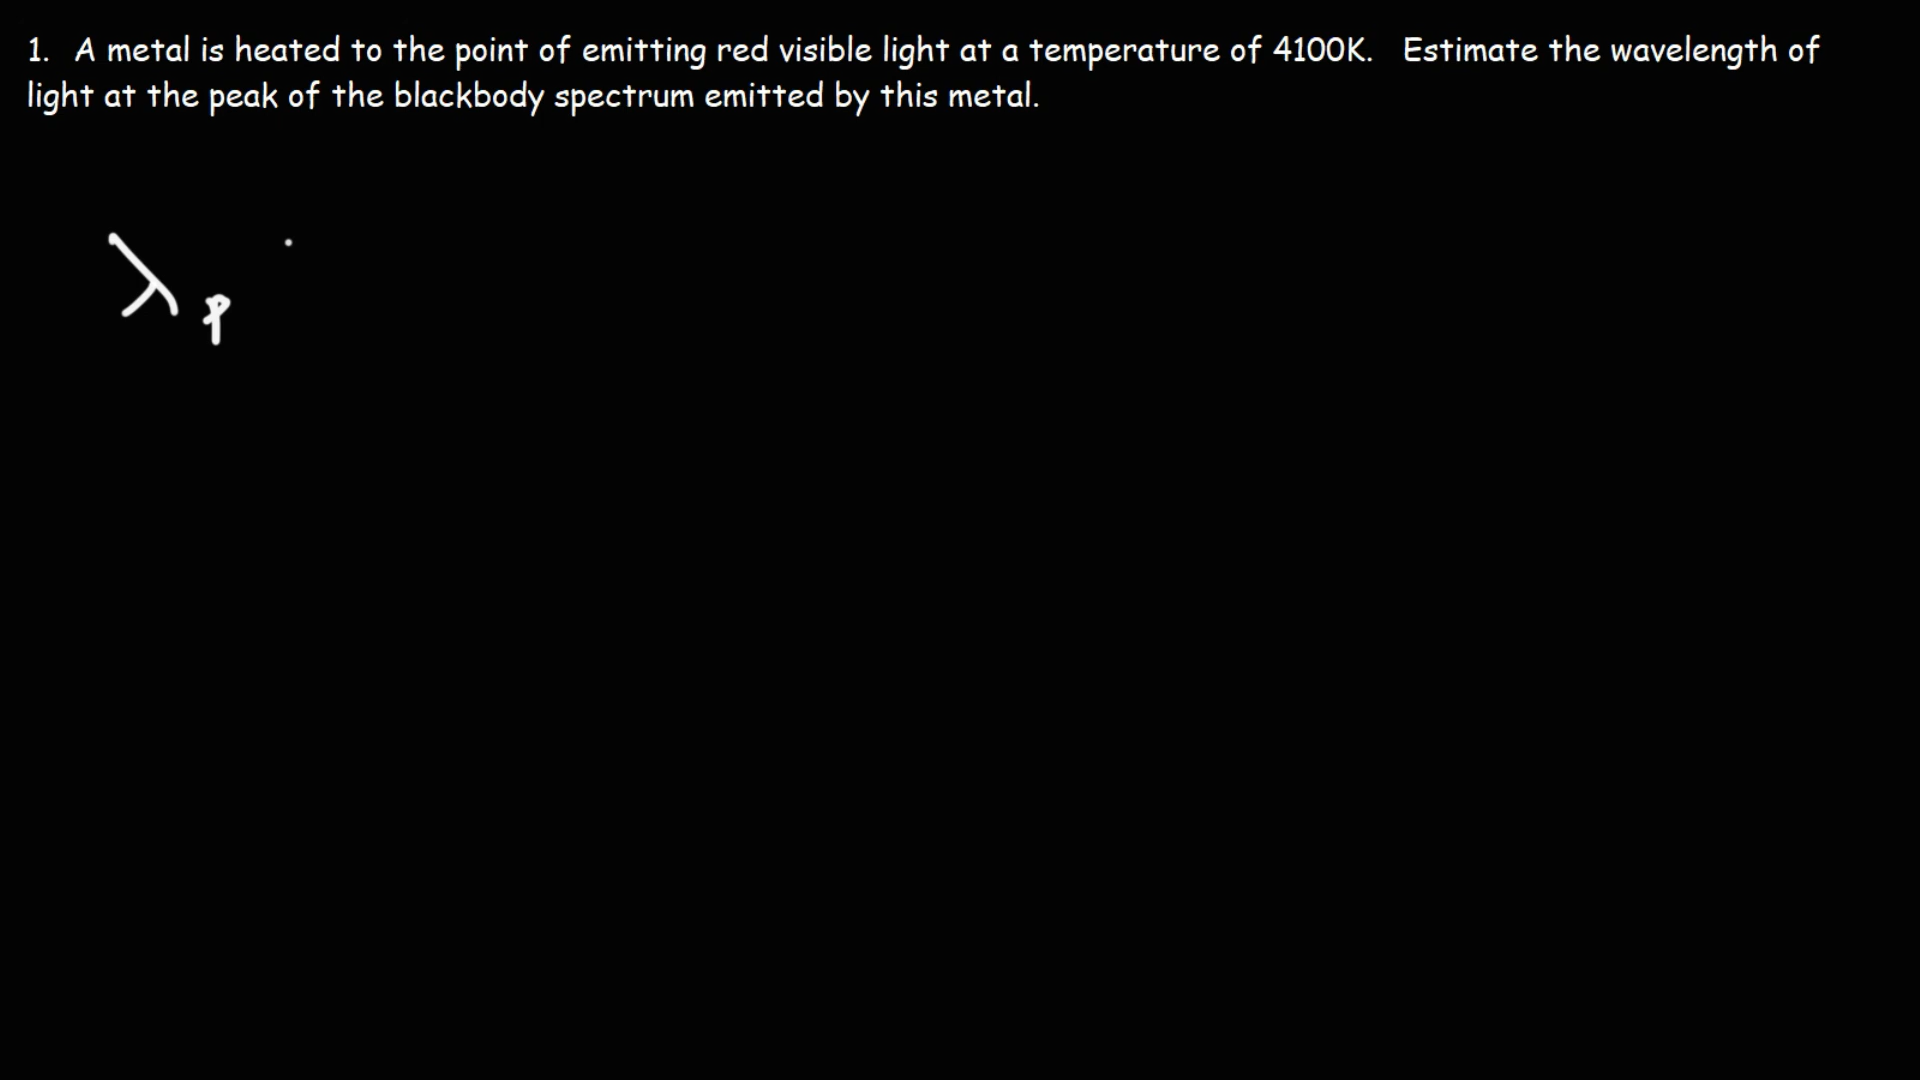 1. A metal is heated to the point of emitting red visible light at a temperature of 4100K. Estimate the wavelength of
light at the peak of the blackbody spectrum emitted by this metal.
λp